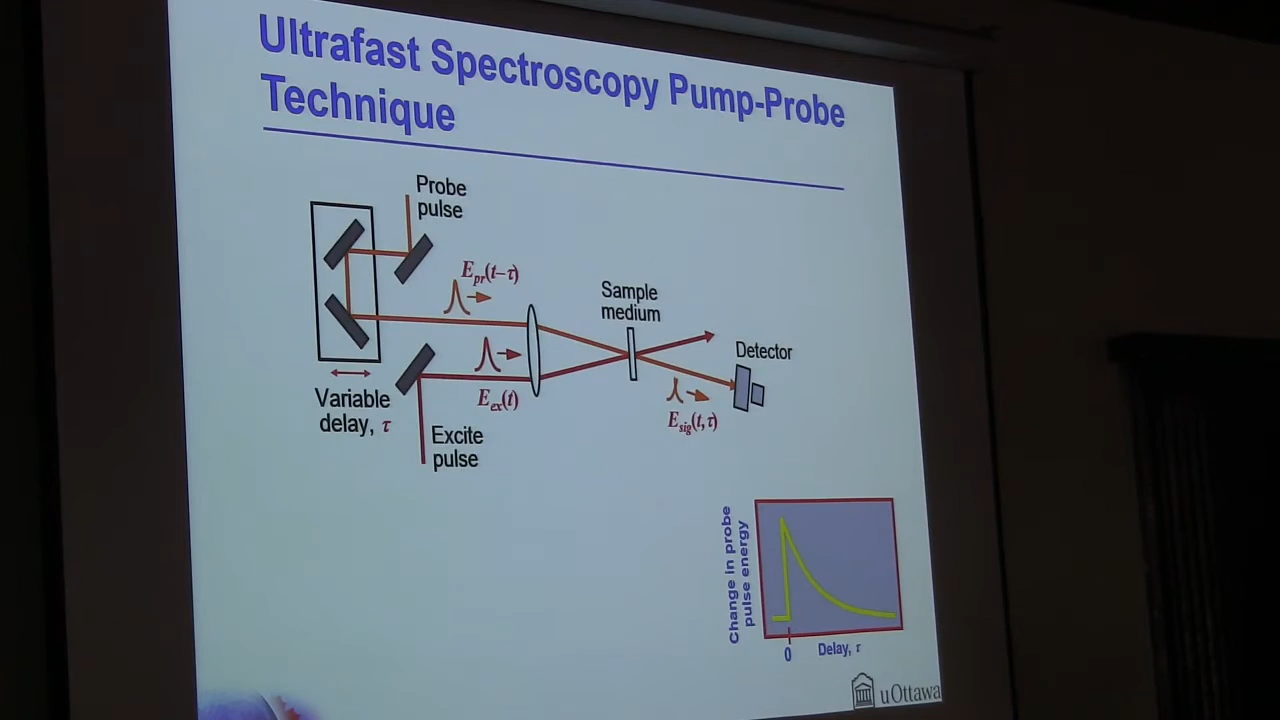 Ultrafast Spectroscopy Pump-Probe
Technique
Probe
pulse
E_pr(t–τ)
Sample
medium
Detector
Variable
delay, τ
E_ex(t)
E_sig(t,τ)
Excite
pulse
Change in probe
pulse energy
0
Delay, τ
uOttawa